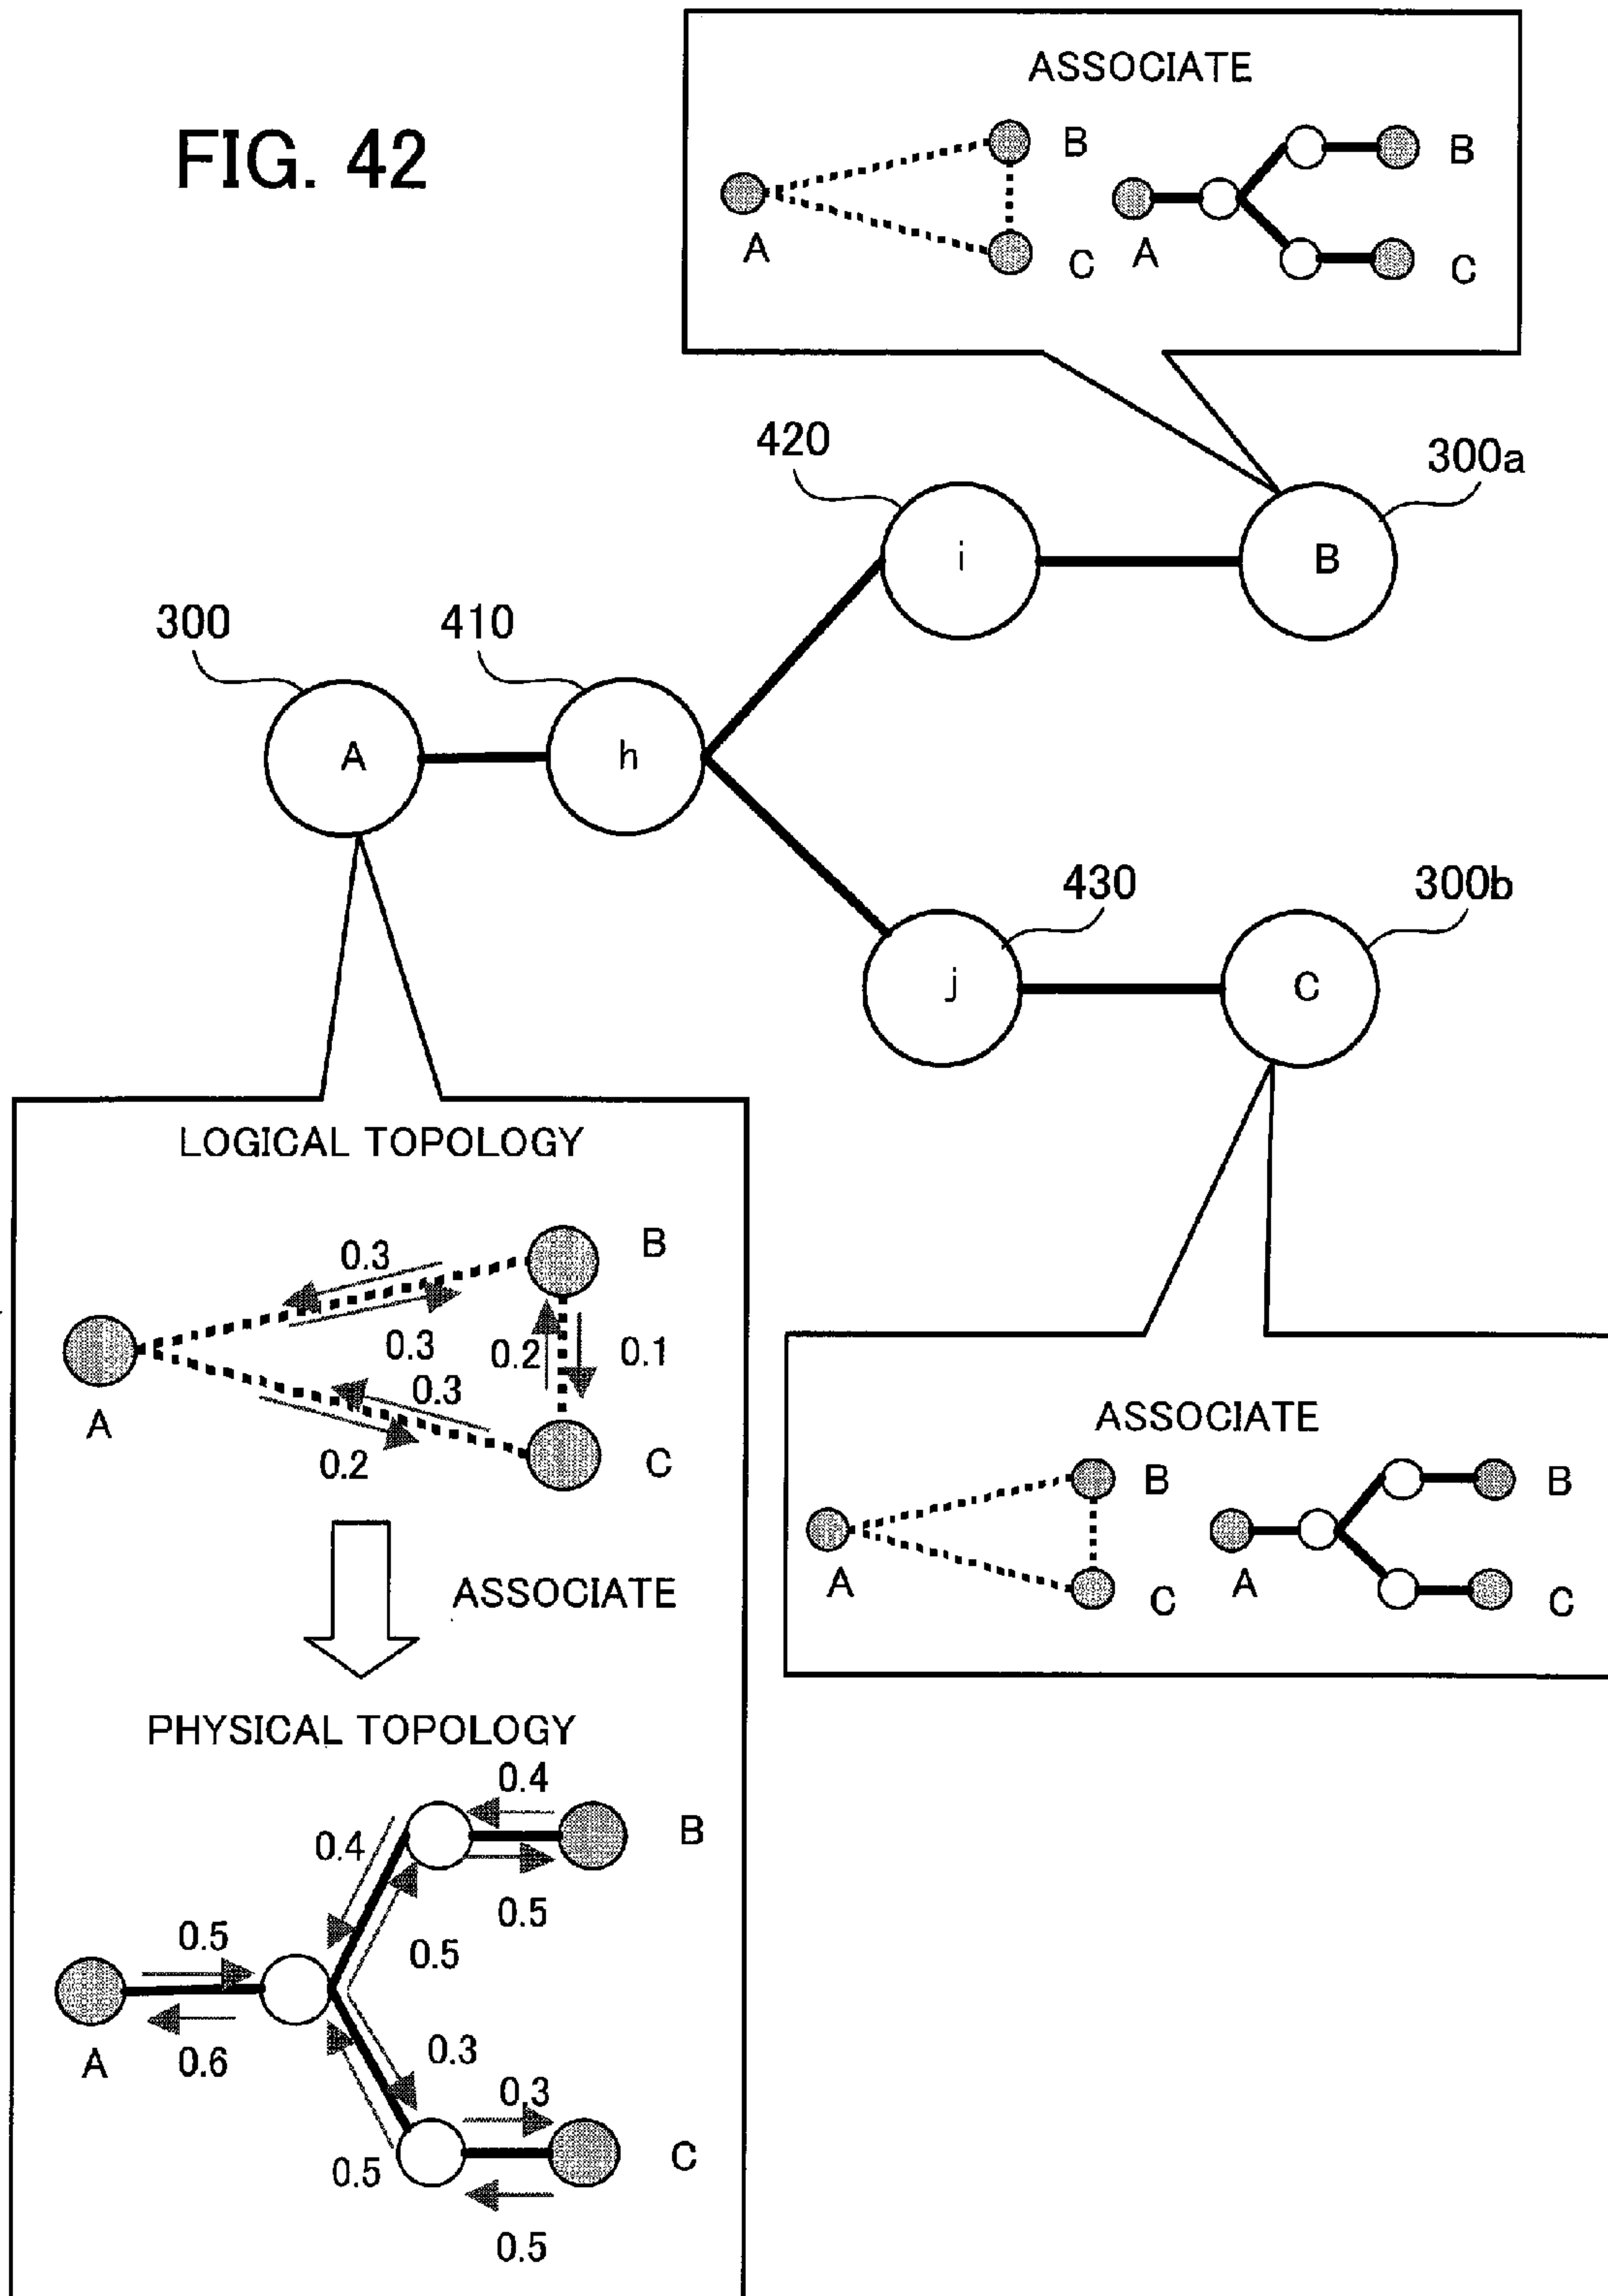 FIG. 42
ASSOCIATE
B
B
A
C
A
C
420
300a
i
B
300
410
A
h
430
300b
j
C
LOGICAL TOPOLOGY
0.3
B
0.3
0.2
0.1
0.3
A
0.2
C
ASSOCIATE
PHYSICAL TOPOLOGY
0.4
0.4
B
0.5
0.5
0.5
A
0.6
0.3
0.3
0.5
C
0.5
ASSOCIATE
B
B
A
C
A
C